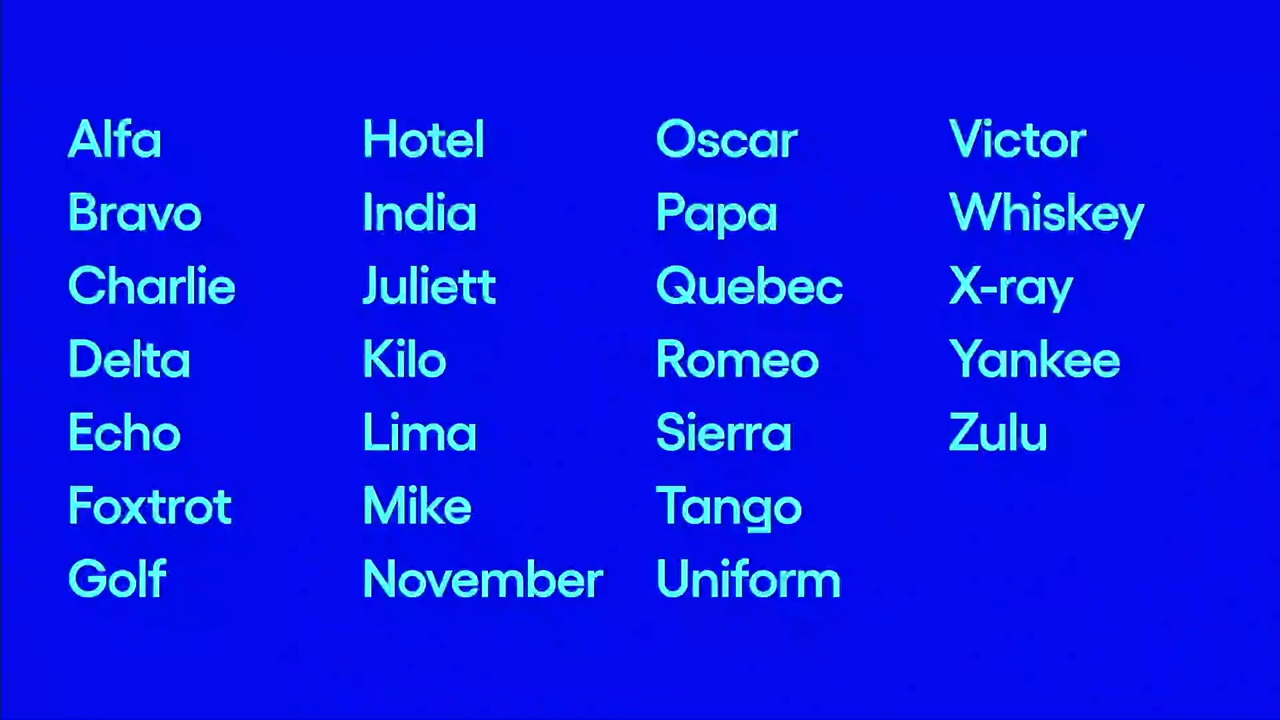 Alfa
Bravo
Charlie
Delta
Echo
Foxtrot
Golf
Hotel
India
Juliett
Kilo
Lima
Mike
November
Oscar
Papa
Quebec
Romeo
Sierra
Tango
Uniform
Victor
Whiskey
X-ray
Yankee
Zulu